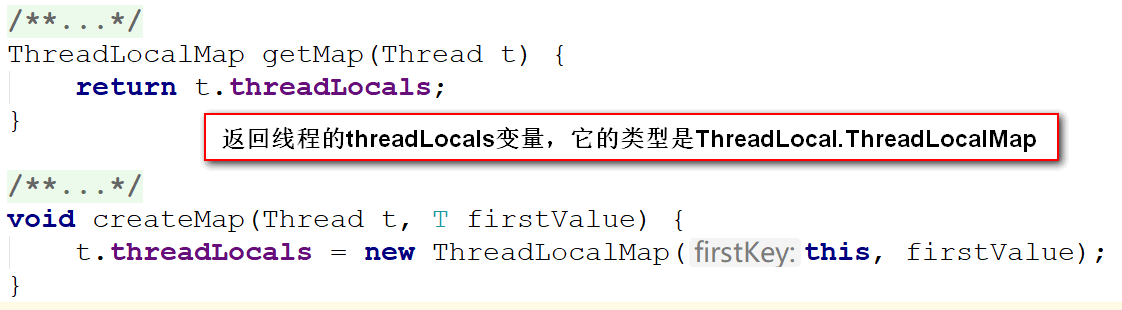 /**...*/
ThreadLocalMap getMap(Thread t) {
return t.threadLocals;
}
返回线程的threadLocals变量，它的类型是ThreadLocal.ThreadLocalMap
/**...*/
void createMap(Thread t, T firstValue) {
t.threadLocals = new ThreadLocalMap( firstKey: this, firstValue);
}